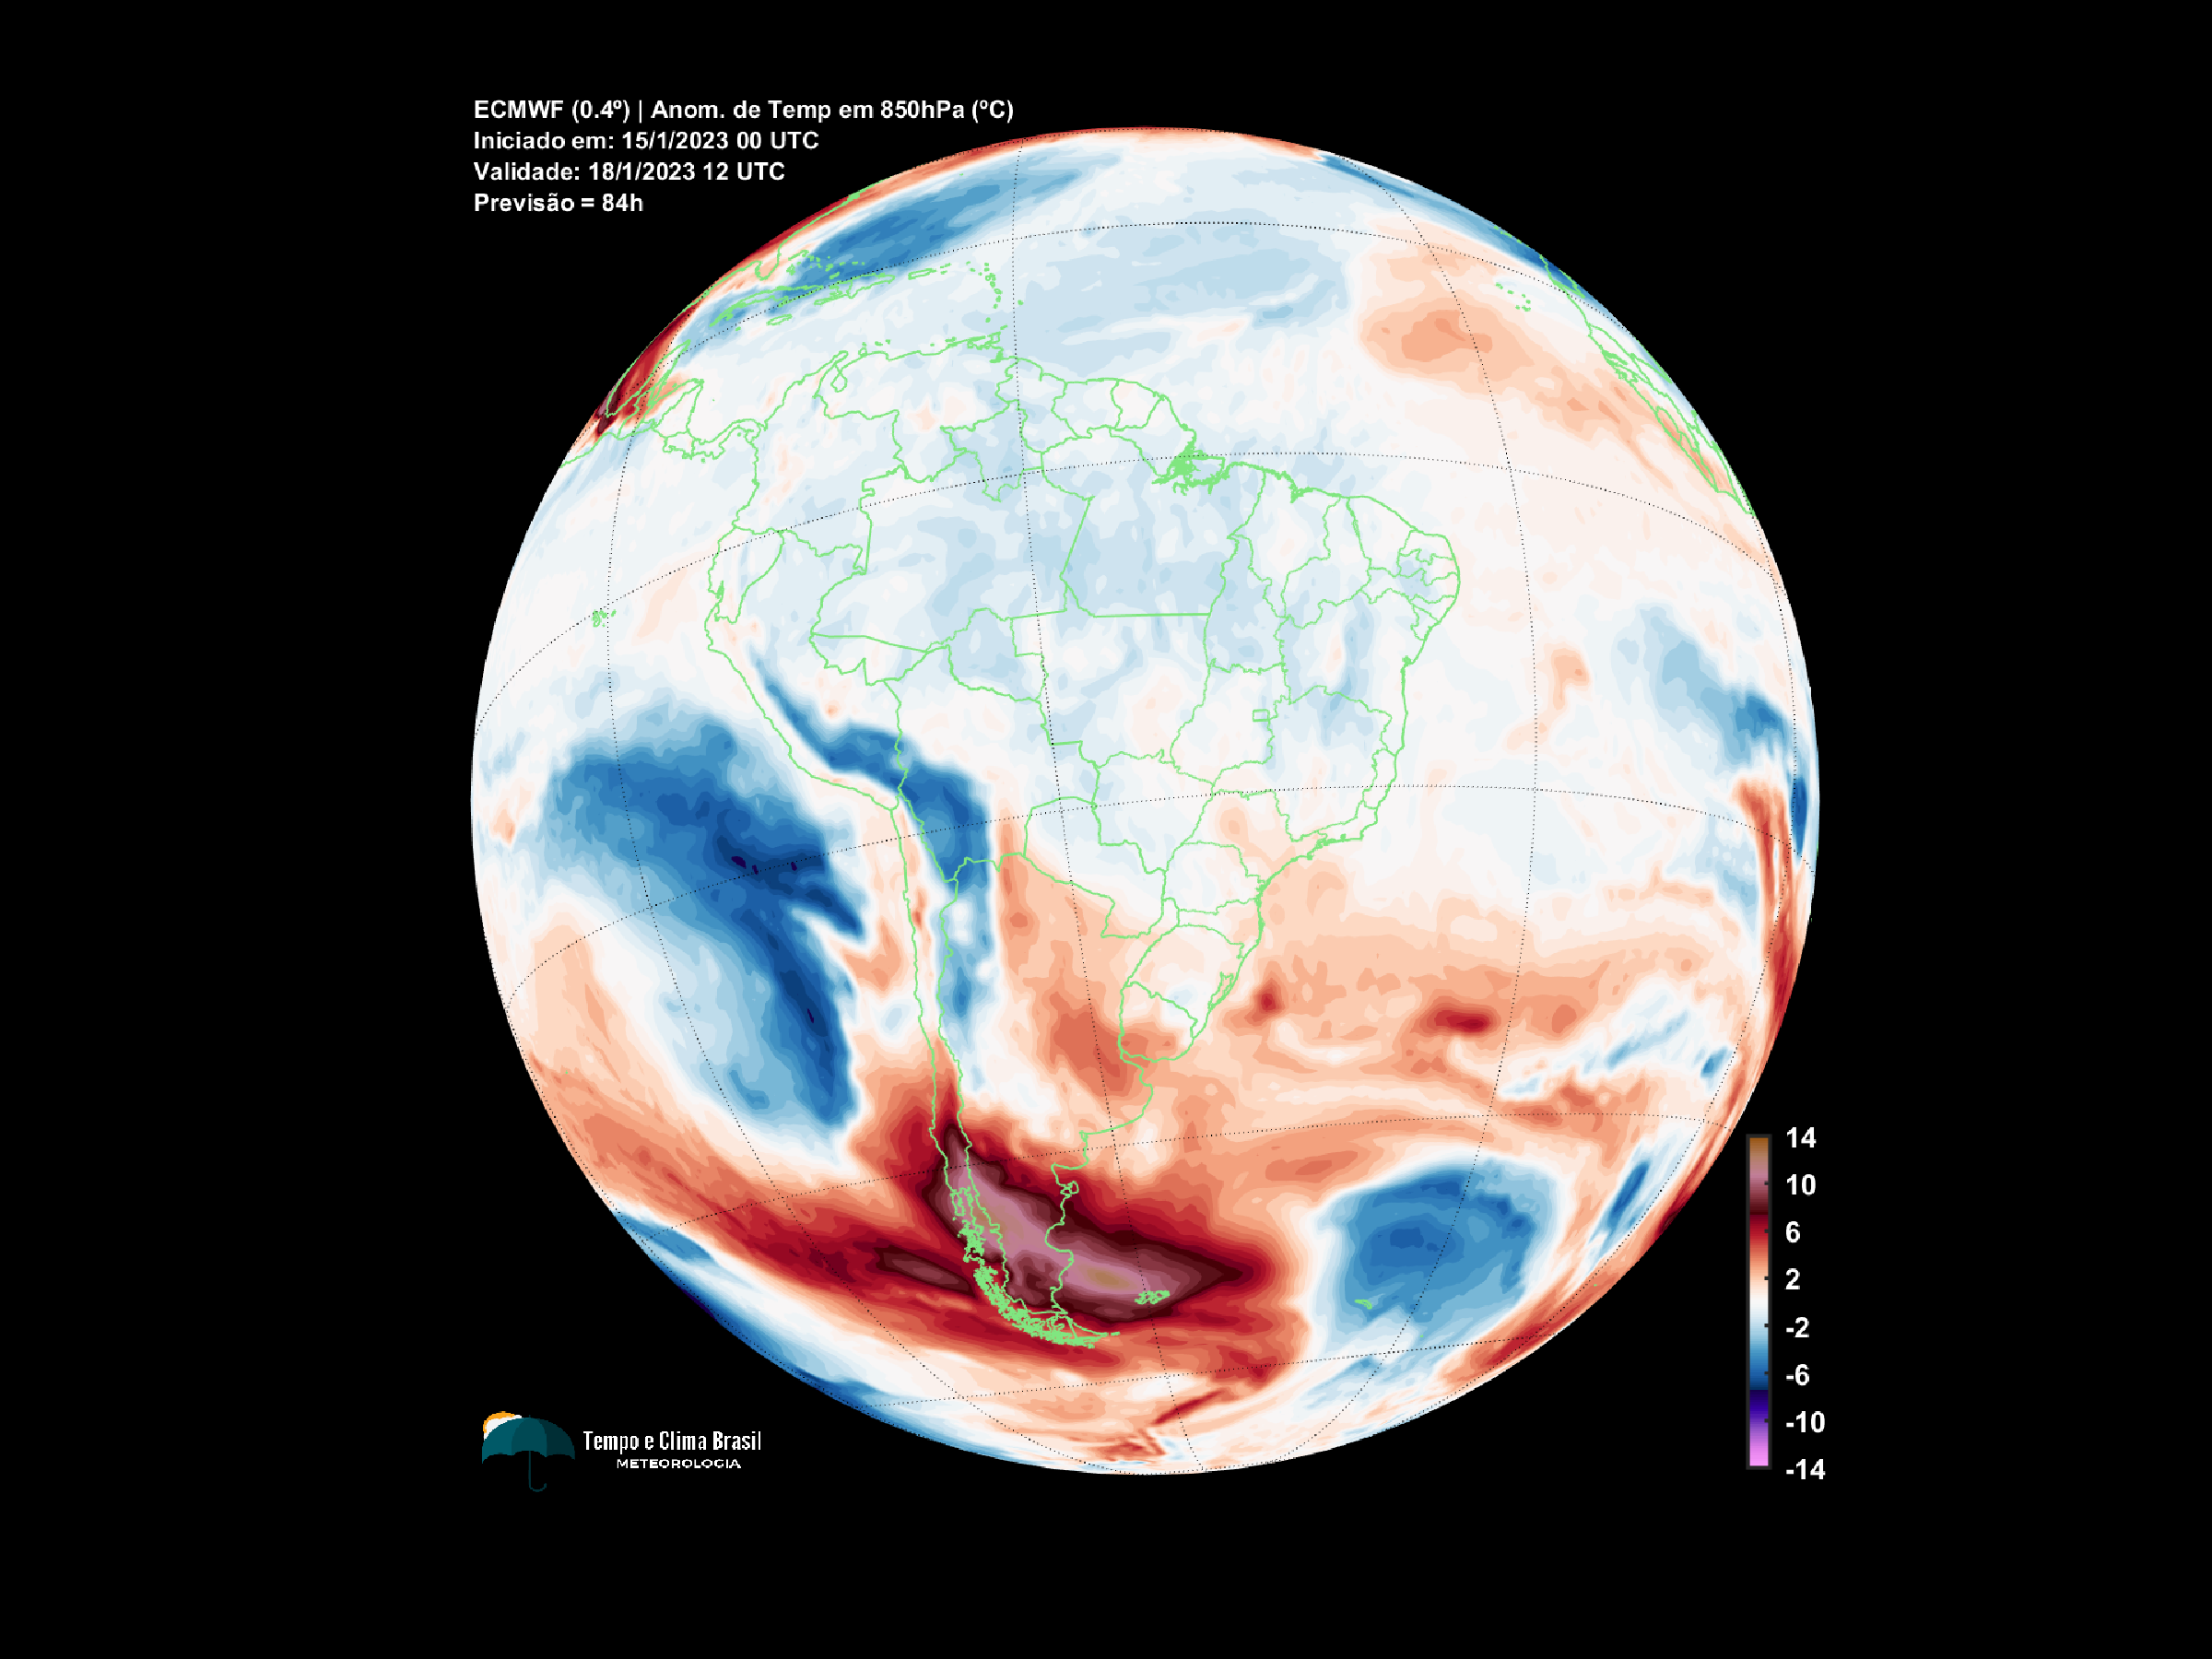 ECMWF (0.4º) | Anom. de Temp em 850hPa (ºC)
Iniciado em: 15/1/2023 00 UTC
Validade: 18/1/2023 12 UTC
Previsão = 84h
14
10
6
2
-2
-6
-10
-14
Tempo e Clima Brasil
METEOROLOGIA